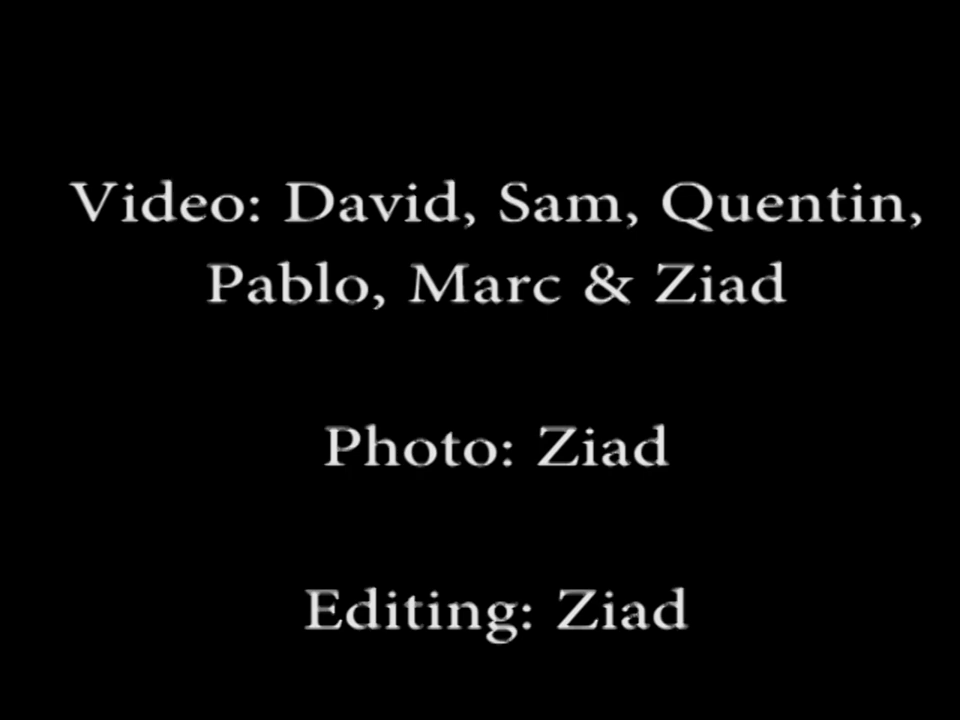 Video: David, Sam, Quentin,
Pablo, Marc & Ziad
Photo: Ziad
Editing: Ziad